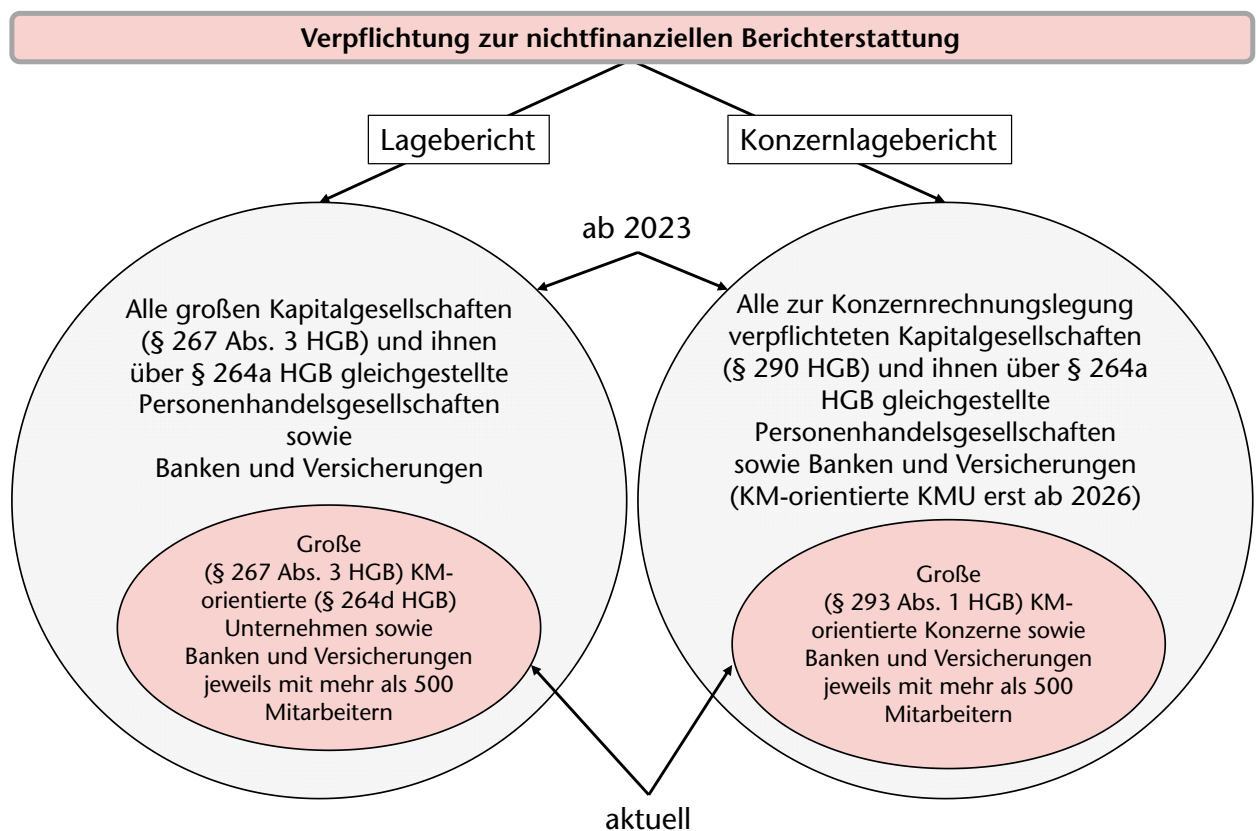 Verpflichtung zur nichtfinanziellen Berichterstattung
Lagebericht
Konzernlagebericht
ab 2023
Alle großen Kapitalgesellschaften
(§ 267 Abs. 3 HGB) und ihnen
über § 264a HGB gleichgestellte
Personenhandelsgesellschaften
sowie
Banken und Versicherungen
Alle zur Konzernrechnungslegung
verpflichteten Kapitalgesellschaften
(§ 290 HGB) und ihnen über § 264a
HGB gleichgestellte
Personenhandelsgesellschaften
sowie Banken und Versicherungen
(KM-orientierte KMU erst ab 2026)
Große
(§ 267 Abs. 3 HGB) KM-
orientierte (§ 264d HGB)
Unternehmen sowie
Banken und Versicherungen
jeweils mit mehr als 500
Mitarbeitern
Große
(§ 293 Abs. 1 HGB) KM-
orientierte Konzerne sowie
Banken und Versicherungen
jeweils mit mehr als 500
Mitarbeitern
aktuell